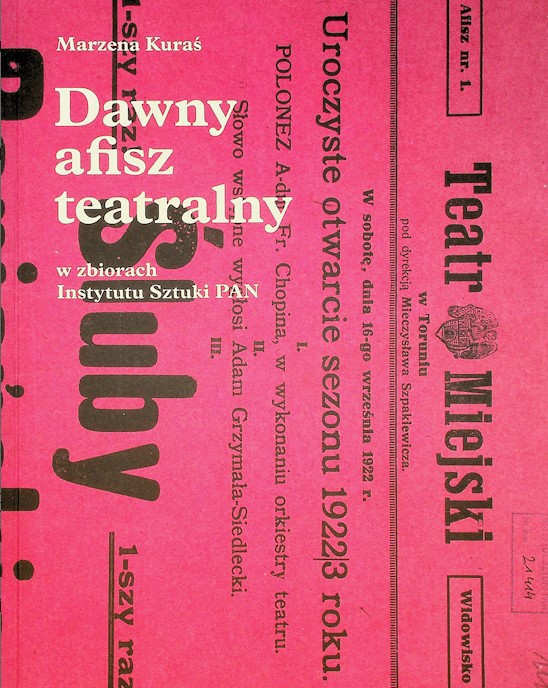 Marzena Kuraś
Dawny
afisz
teatralny
w zbiorach
Instytutu Sztuki PAN
Afisz nr. 1.
Teatr Miejski
Widowisko
w Toruniu
pod dyrekcją Mieczysława Szpakiewicza.
W sobotę, dnia 16-go września 1922 r.
Uroczyste otwarcie sezonu 1922|3 roku.
I.
POLONEZ A-dur Fr. Chopina, w wykonaniu orkiestry teatru.
II.
Słowo wstępne wygłosi Adam Grzymała-Siedlecki.
III.
1-szy raz!
1-szy raz
Śluby
21414